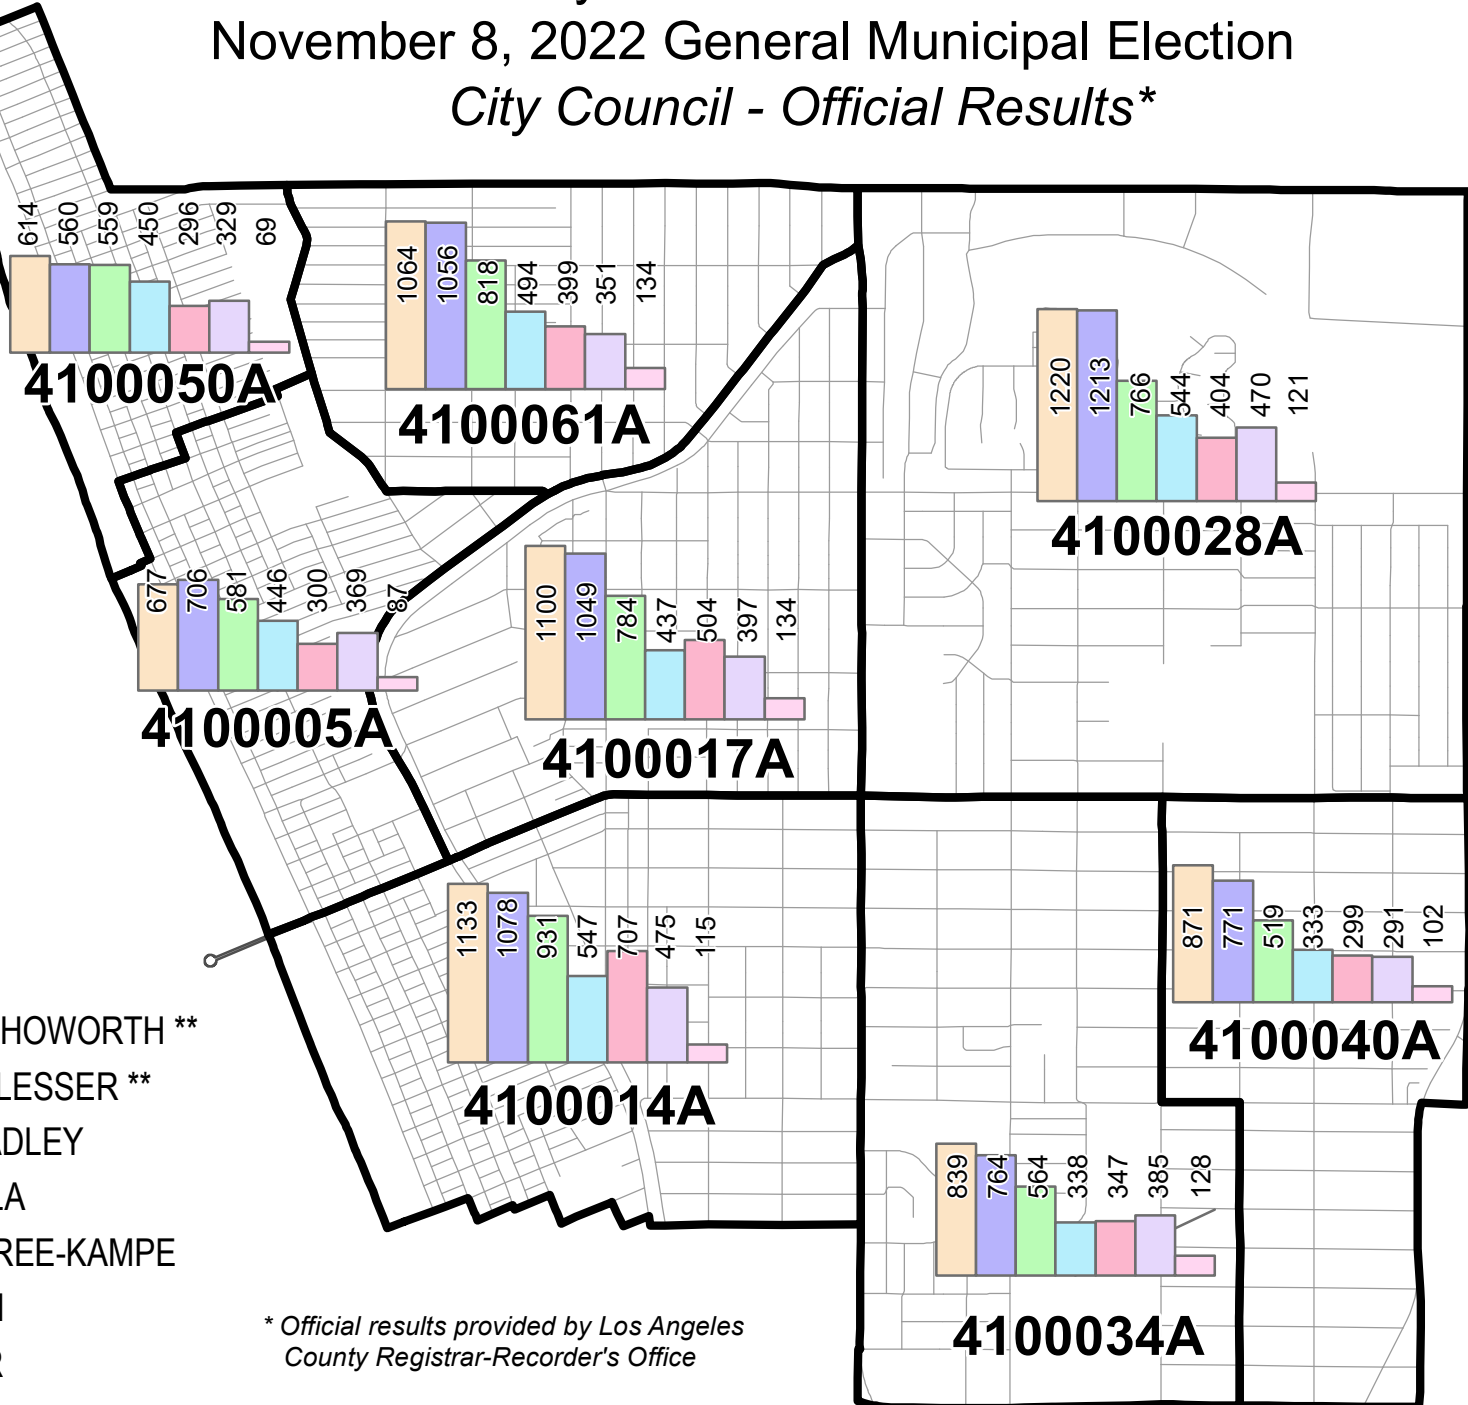 November 8, 2022 General Municipal Election
City Council - Official Results*
614 560 559 450 296 329 69
4100050A
1064 1056 818 494 399 351 134
4100061A
1220 1213 766 544 404 470 121
4100028A
677 706 581 446 300 369 87
4100005A
1100 1049 784 437 504 397 134
4100017A
1133 1078 931 547 707 475 115
4100014A
871 771 519 333 299 291 102
4100040A
839 764 564 338 347 385 128
4100034A
HOWORTH **
LESSER **
ADLEY
LA
REE-KAMPE
R
* Official results provided by Los Angeles
County Registrar-Recorder's Office